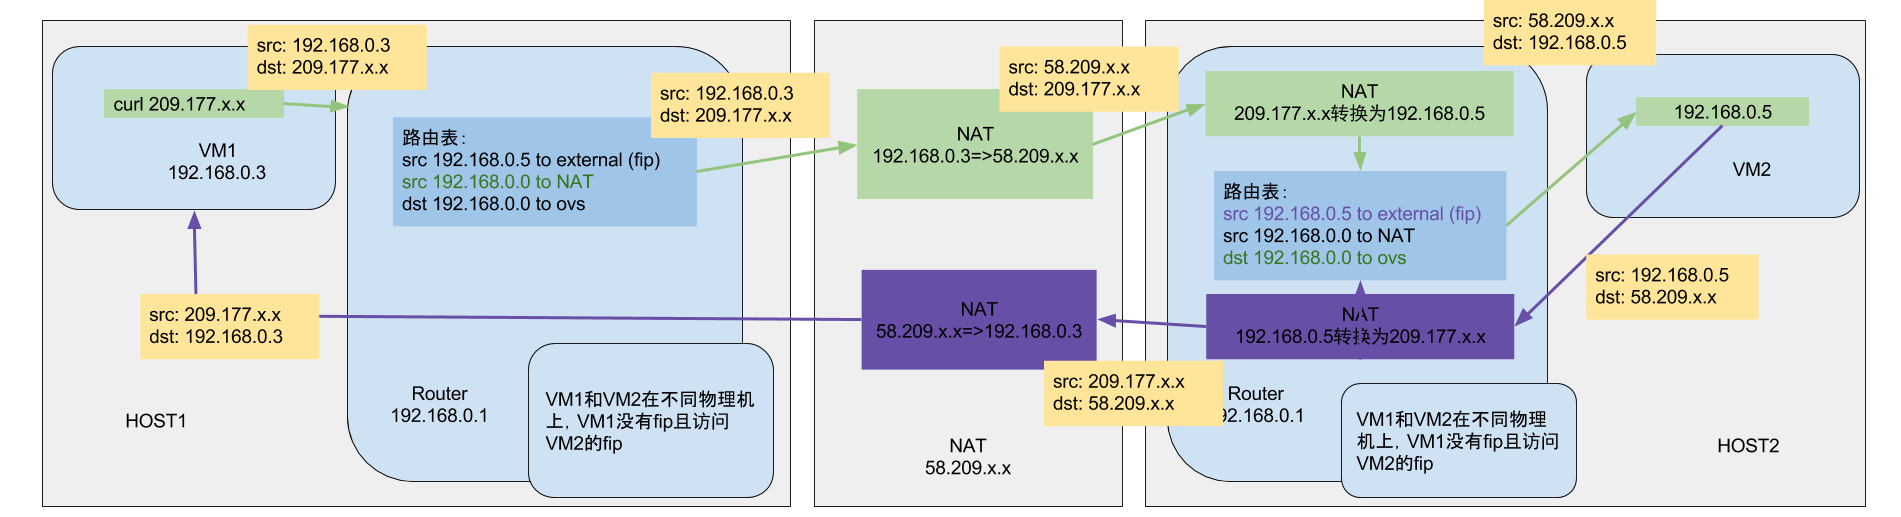 src: 192.168.0.3
dst: 209.177.x.x
curl 209.177.x.x
VM1
192.168.0.3
路由表:
src 192.168.0.5 to external (fip)
src 192.168.0.0 to NAT
dst 192.168.0.0 to ovs
src: 192.168.0.3
dst: 209.177.x.x
src: 209.177.x.x
dst: 192.168.0.3
HOST1
Router
192.168.0.1
VM1和VM2在不同物理机
上, VM1没有fip且访问
VM2的fip
NAT
192.168.0.3=>58.209.x.x
src: 58.209.x.x
dst: 209.177.x.x
NAT
58.209.x.x=>192.168.0.3
src: 209.177.x.x
dst: 58.209.x.x
NAT
58.209.x.x
NAT
209.177.x.x转换为192.168.0.5
路由表:
src 192.168.0.5 to external (fip)
src 192.168.0.0 to NAT
dst 192.168.0.0 to ovs
NAT
192.168.0.5转换为209.177.x.x
Router
92.168.0.1
VM1和VM2在不同物理
机上, VM1没有fip且访问
VM2的fip
src: 58.209.x.x
dst: 192.168.0.5
192.168.0.5
VM2
src: 192.168.0.5
dst: 58.209.x.x
HOST2